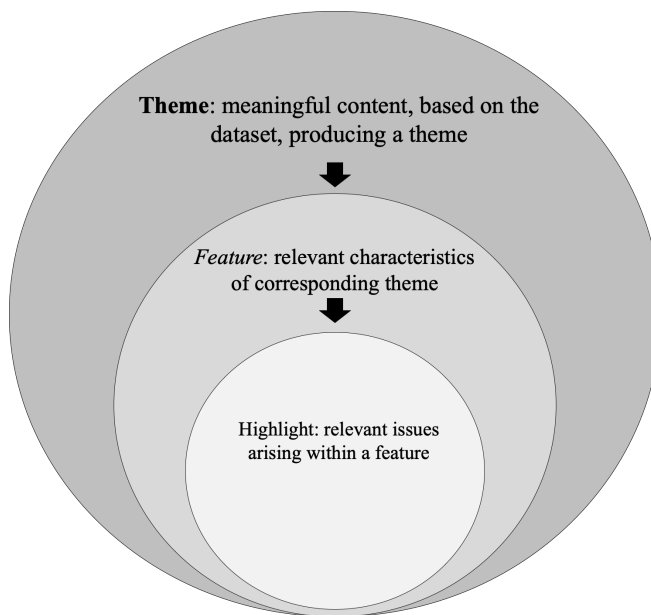 Theme: meaningful content, based on the
dataset, producing a theme
Feature: relevant characteristics
of corresponding theme
Highlight: relevant issues
arising within a feature